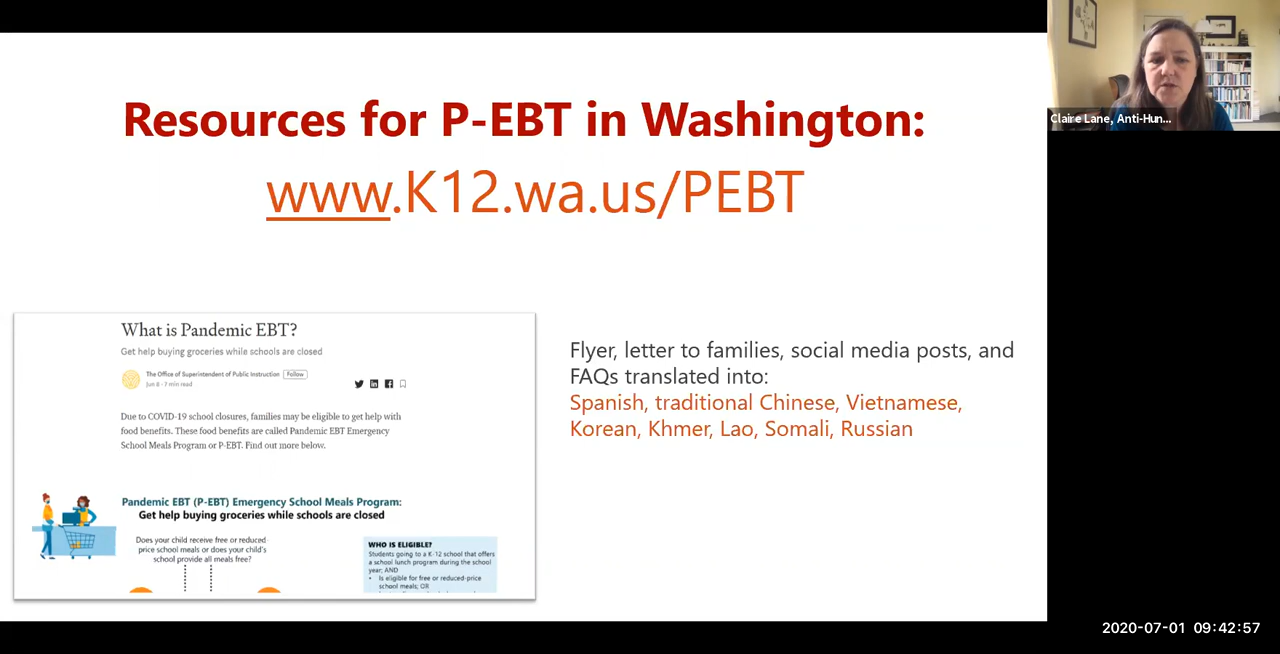 Resources for P-EBT in Washington:
www.K12.wa.us/PEBT
What is Pandemic EBT?
Get help buying groceries while schools are closed
The Office of Superintendent of Public Instruction Follow
Jun 8 · 7 min read
Due to COVID-19 school closures, families may be eligible to get help with
food benefits. These food benefits are called Pandemic EBT Emergency
School Meals Program or P-EBT. Find out more below.
Pandemic EBT (P-EBT) Emergency School Meals Program:
Get help buying groceries while schools are closed
Does your child receive free or reduced-
price school meals or does your child's
school provide all meals free?
WHO IS ELIGIBLE?
Students going to a K-12 school that offers
a school lunch program during the school
year; AND
• Is eligible for free or reduced-price
school meals; OR
Flyer, letter to families, social media posts, and
FAQs translated into:
Spanish, traditional Chinese, Vietnamese,
Korean, Khmer, Lao, Somali, Russian
Claire Lane, Anti-Hun...
2020-07-01 09:42:57